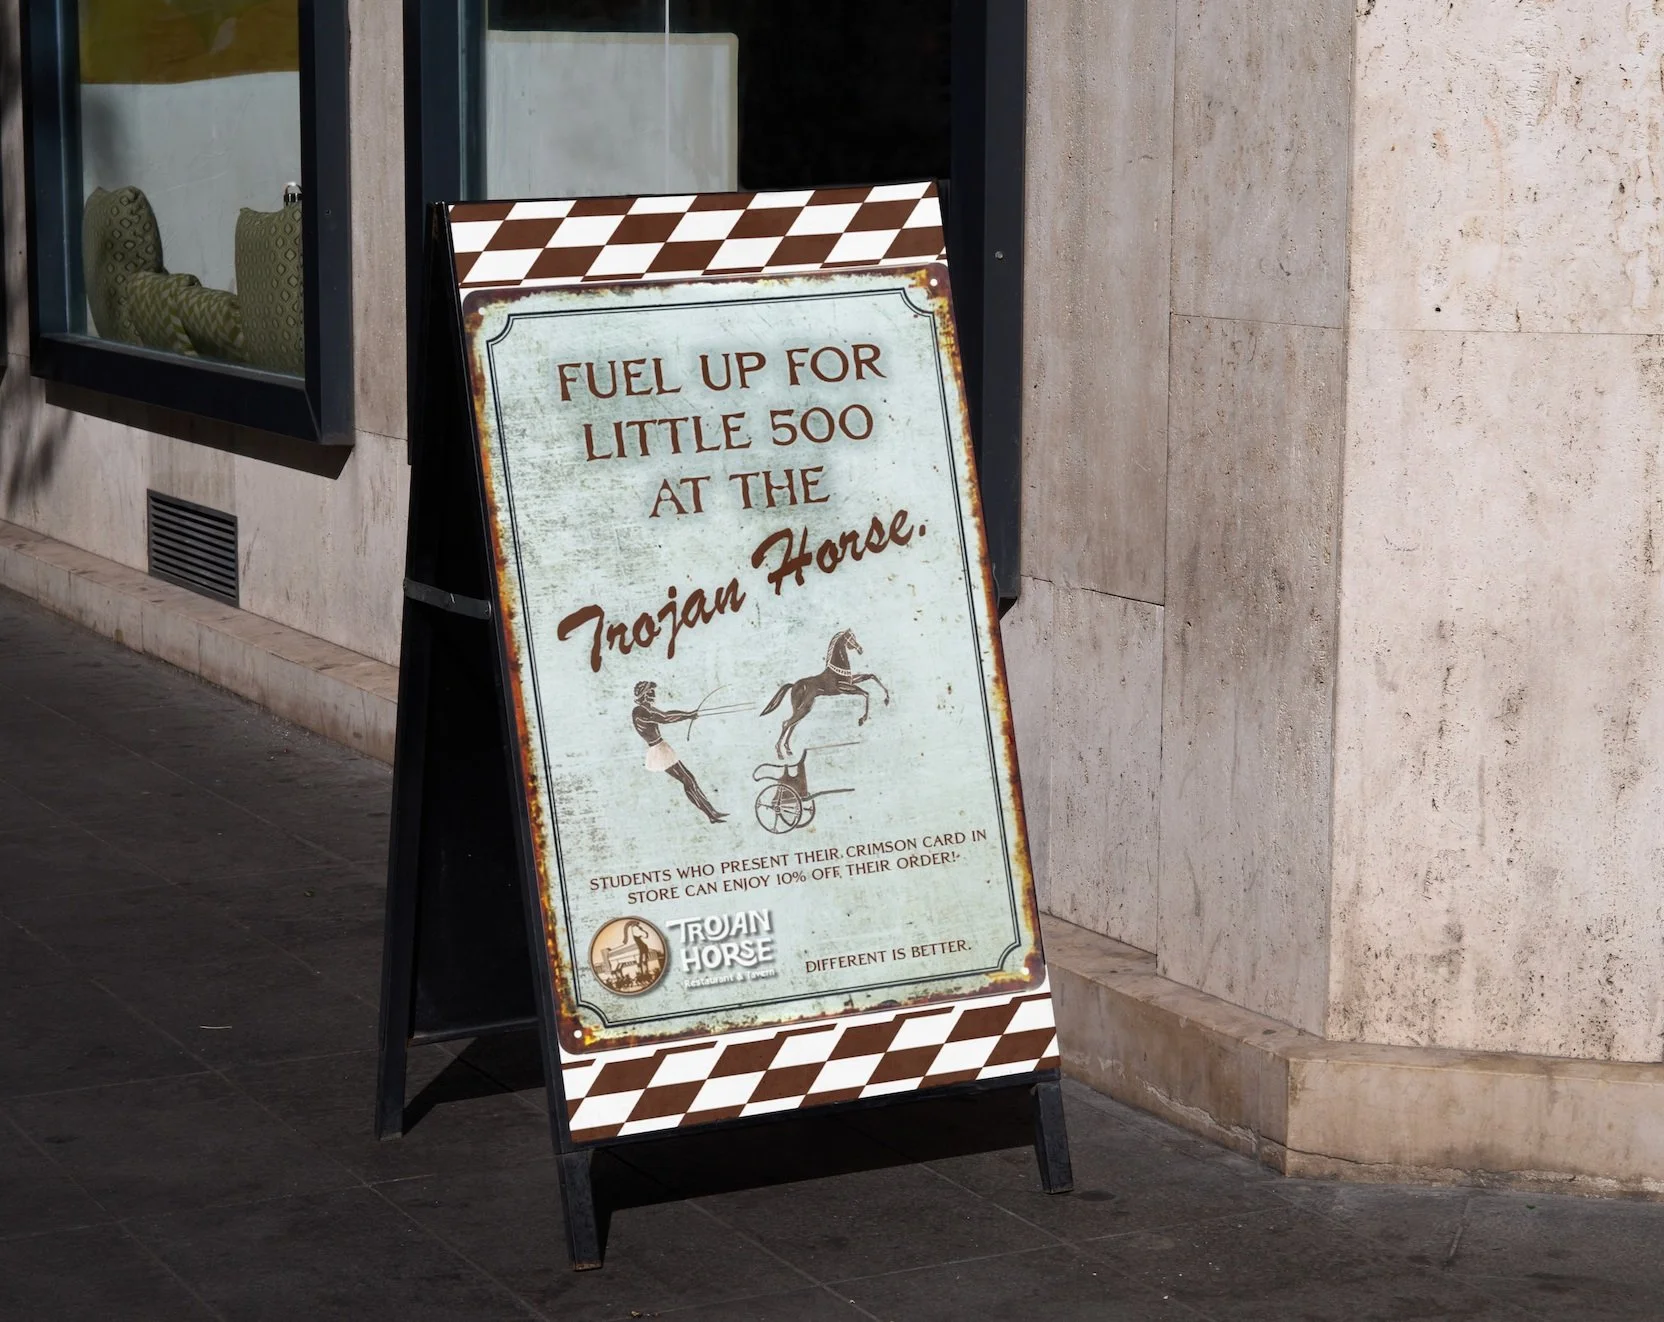 FUEL UP FOR
LITTLE 500
AT THE
Trojan Horse.
STUDENTS WHO PRESENT THEIR CRIMSON CARD IN
STORE CAN ENJOY 10% OFF THEIR ORDER!
TROJAN
HORSE
Restaurant & Tavern
DIFFERENT IS BETTER.